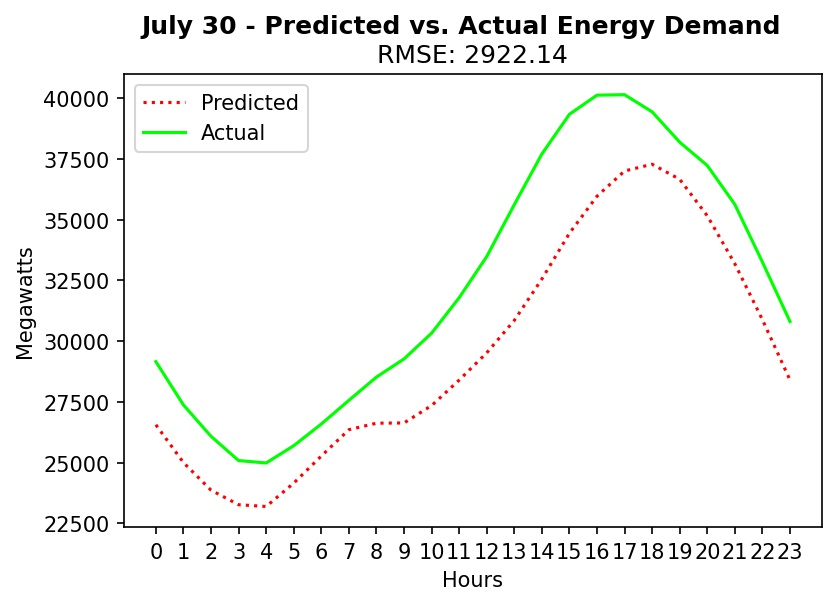 July 30 - Predicted vs. Actual Energy Demand
RMSE: 2922.14
Predicted
Actual
40000
37500
35000
32500
30000
27500
25000
22500
Megawatts
0 1 2 3 4 5 6 7 8 9 10 11 12 13 14 15 16 17 18 19 20 21 22 23
Hours